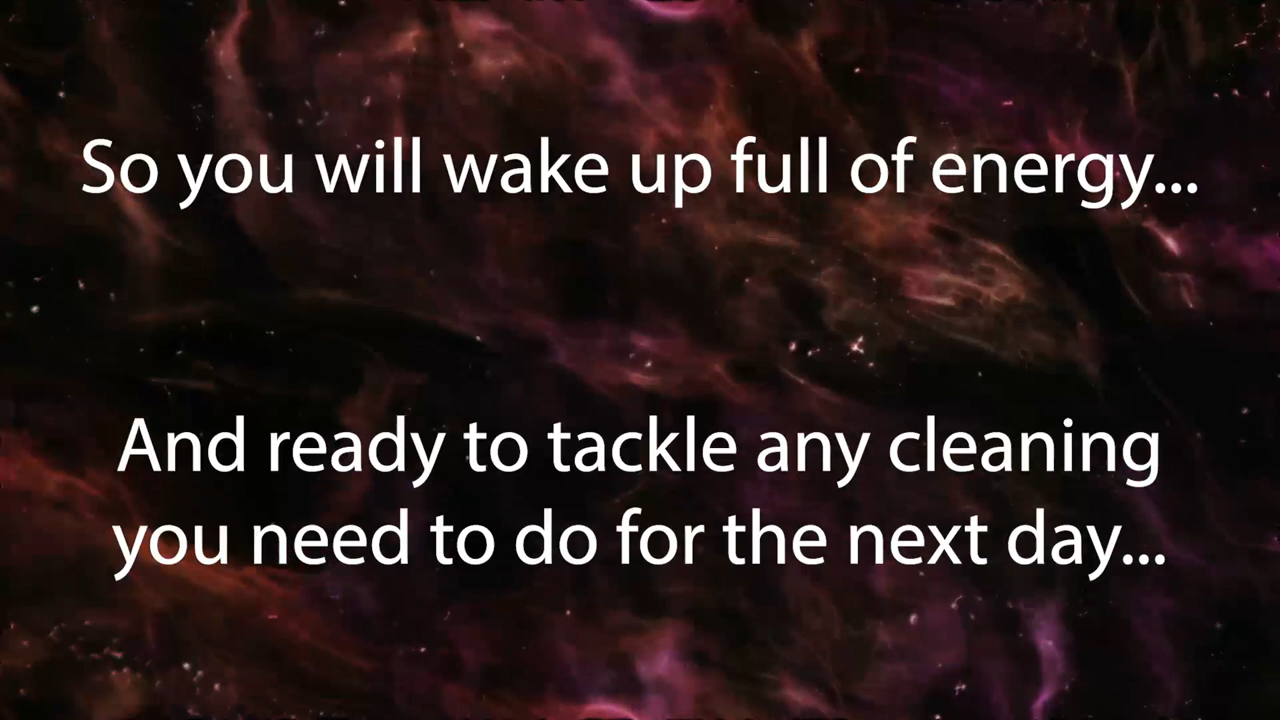 So you will wake up full of energy...
And ready to tackle any cleaning
you need to do for the next day...